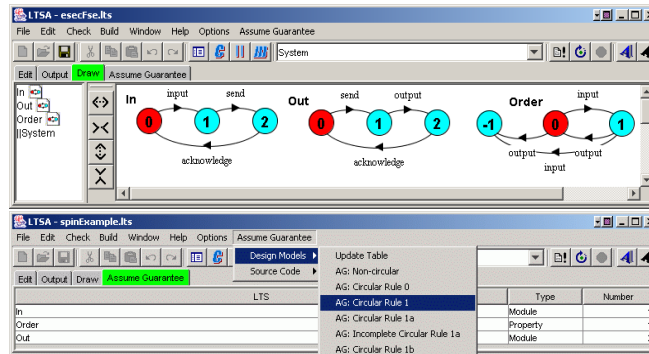 LTSA - esecFse.lts
File Edit Check Build Window Help Options Assume Guarantee
System
Edit Output Draw Assume Guarantee
In
Out
Order
||System
In input send
0 1 2
acknowledge
Out send output
0 1 2
acknowledge
Order input
-1 0 1
output output
input
LTSA - spinExample.lts
File Edit Check Build Window Help Options Assume Guarantee
Design Models
Source Code
Update Table
AG: Non-circular
AG: Circular Rule 0
AG: Circular Rule 1
AG: Circular Rule 1a
AG: Incomplete Circular Rule 1a
AG: Circular Rule 1b
Edit Output Draw Assume Guarantee
LTS Type Number
In Module
Order Property
Out Module